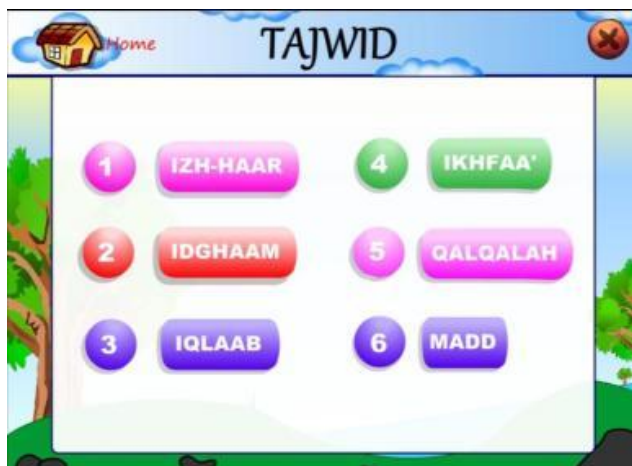 Home
TAJWID
1 IZH-HAAR
2 IDGHAAM
3 IQLAAB
4 IKHFAA'
5 QALQALAH
6 MADD